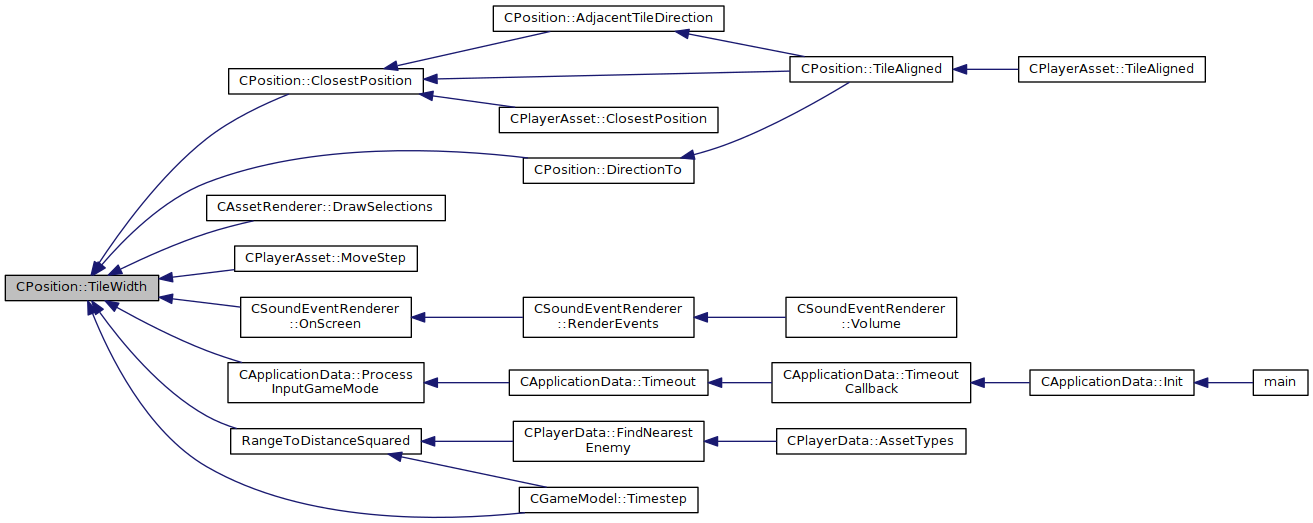 CPosition::AdjacentTileDirection
CPosition::ClosestPosition
CPosition::TileAligned
CPlayerAsset::TileAligned
CPlayerAsset::ClosestPosition
CPosition::DirectionTo
CAssetRenderer::DrawSelections
CPlayerAsset::MoveStep
CPosition::TileWidth
CSoundEventRenderer
::OnScreen
CSoundEventRenderer
::RenderEvents
CSoundEventRenderer
::Volume
CApplicationData::Process
InputGameMode
CApplicationData::Timeout
CApplicationData::Timeout
Callback
CApplicationData::Init
main
RangeToDistanceSquared
CPlayerData::FindNearest
Enemy
CPlayerData::AssetTypes
CGameModel::Timestep